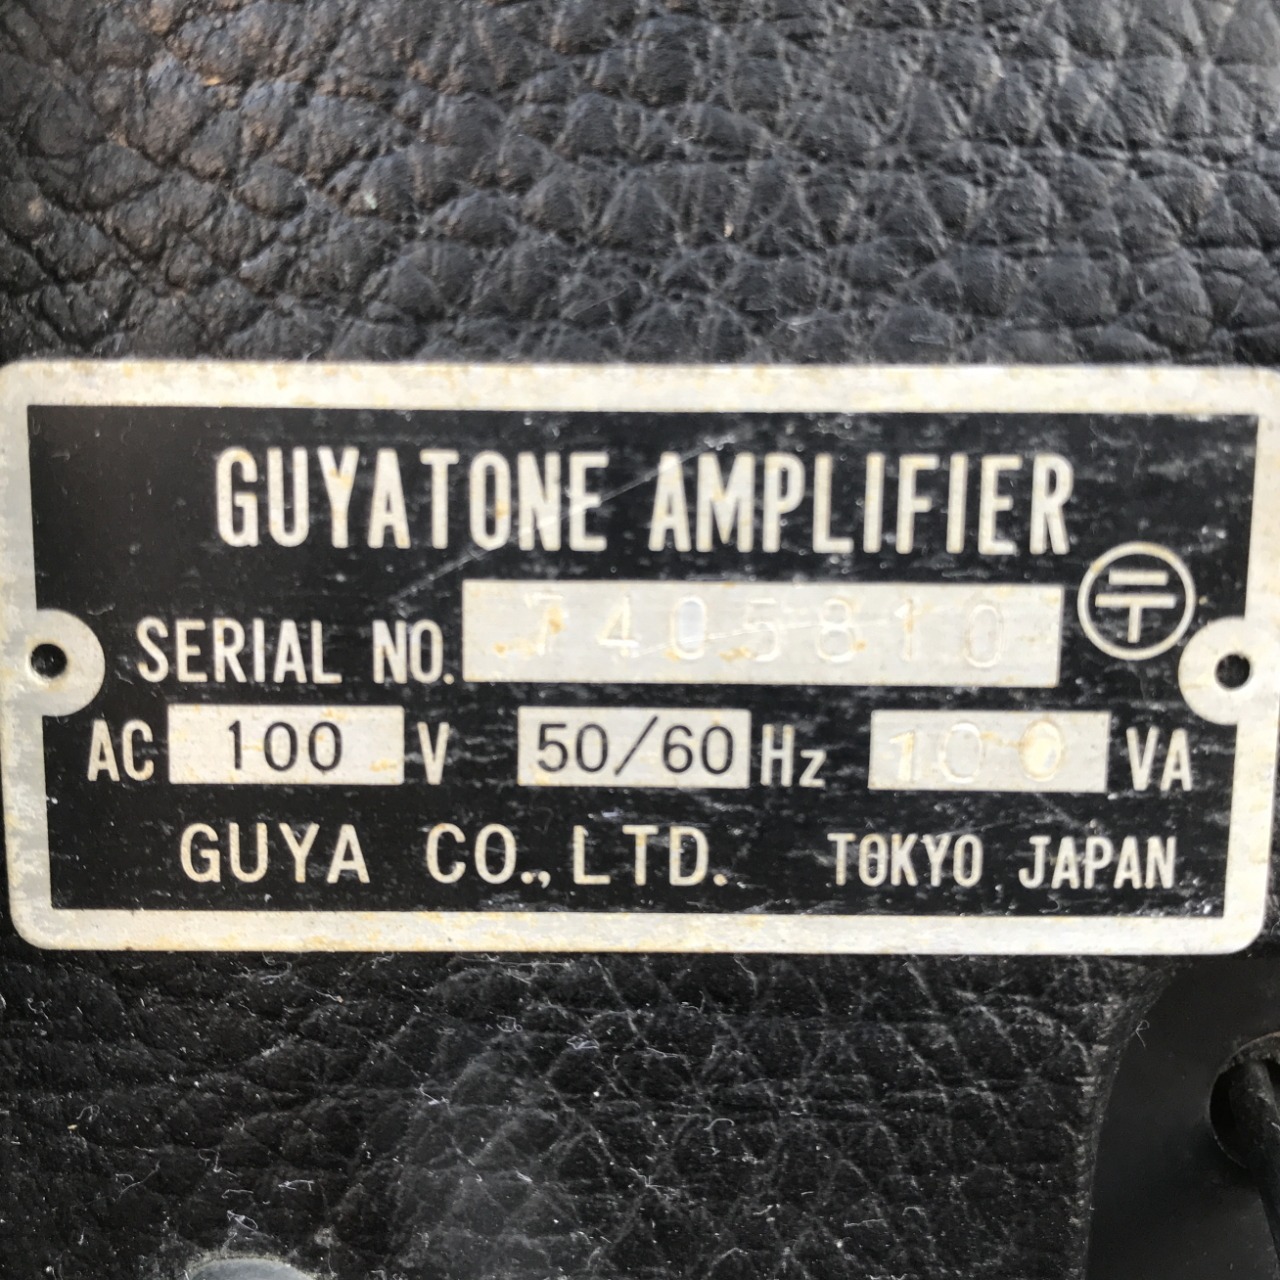 GUYATONE AMPLIFIER
SERIAL NO. 7405810 〒
AC 100 V 50/60 Hz 100 VA
GUYA CO., LTD. TOKYO JAPAN